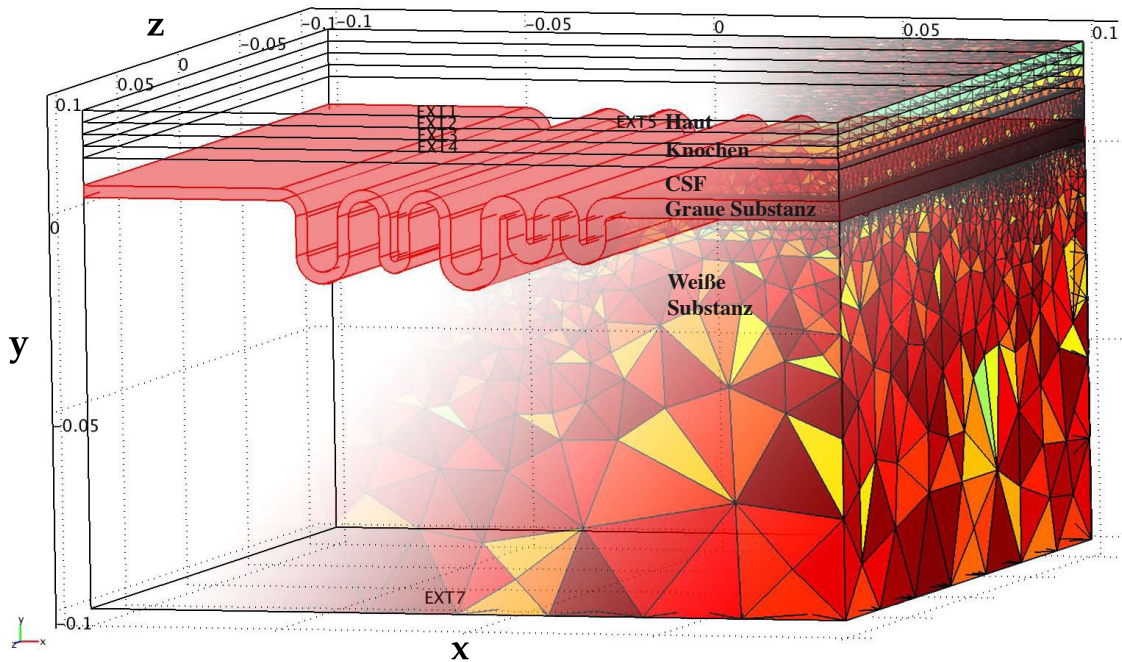 z
-0.1
-0.1
-0.05
0
0.05
0.1
-0.05
0
0.05
0.1
EXT1
EXT2
EXT3
EXT4
EXT5
Haut
Knochen
CSF
Graue Substanz
0
Weiße
Substanz
y
-0.05
EXT7
-0.1
y
z
x
x